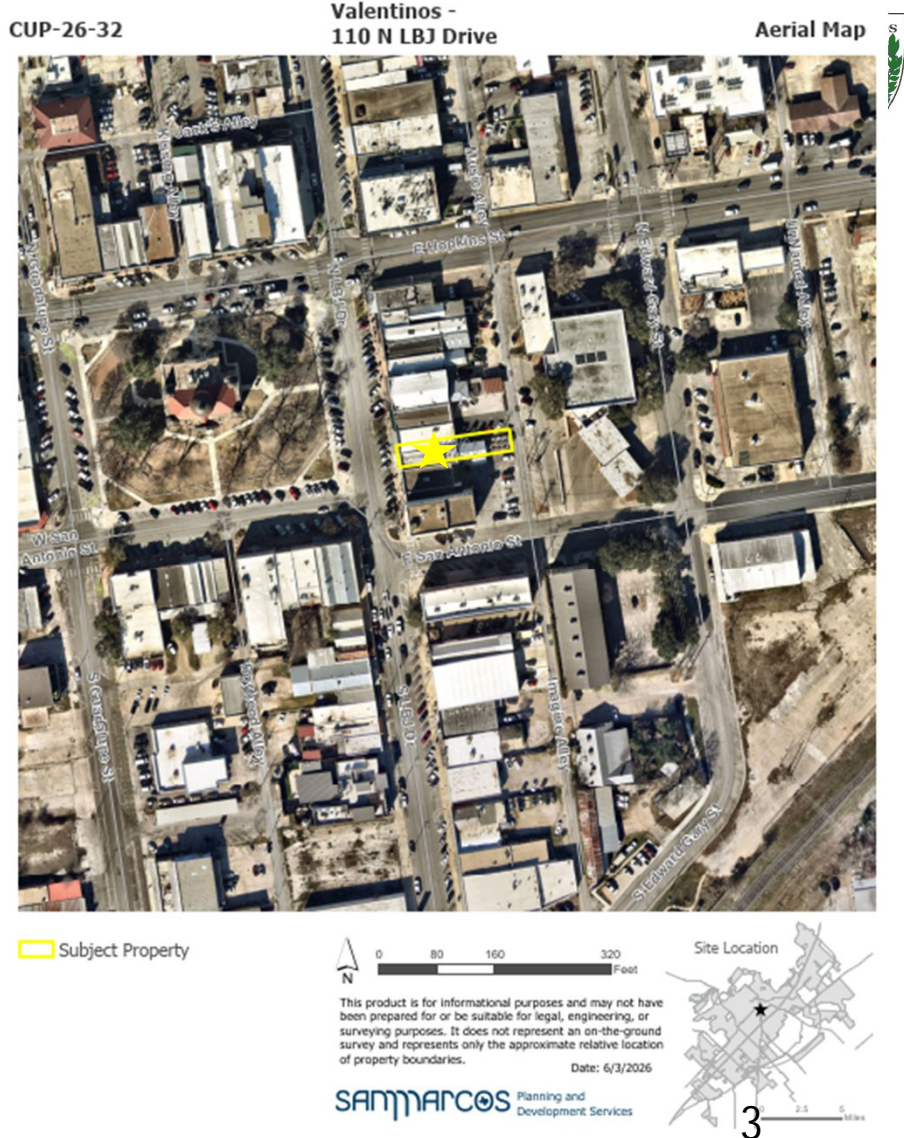 CUP-26-32
Valentinos -
110 N LBJ Drive
Aerial Map
S
Jack's Alley
E Hopkins St
N LBJ Dr
N Edward Gary St
W San
Antonio St
E San Antonio St
S Guadalupe St
S LBJ Dr
Imagine Alley
S Edward Gary St
Subject Property
N
0 80 160 320
Feet
Site Location
This product is for informational purposes and may not have
been prepared for or be suitable for legal, engineering, or
surveying purposes. It does not represent an on-the-ground
survey and represents only the approximate relative location
of property boundaries.
Date: 6/3/2026
SANMARCOS
Planning and
Development Services
0 2.5 5
Miles
3